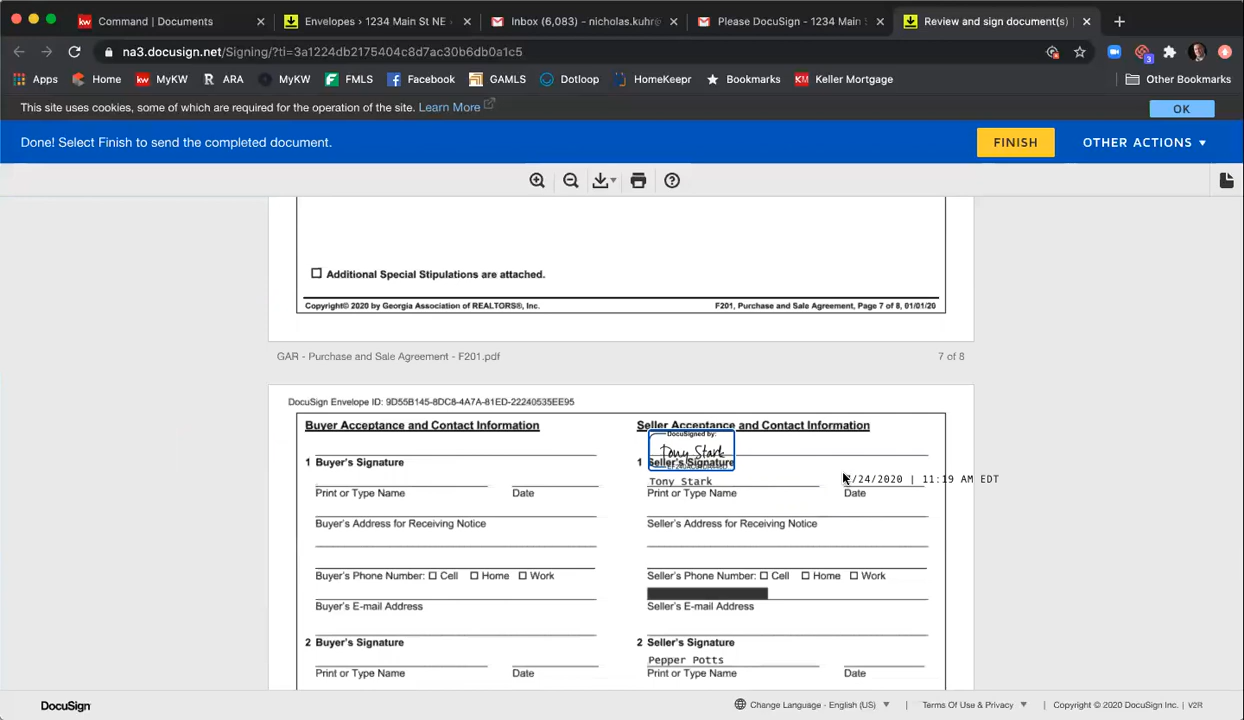 Command | Documents
Envelopes › 1234 Main St NE
Inbox (6,083) - nicholas.kuhr@
Please DocuSign - 1234 Main
Review and sign document(s)
na3.docusign.net/Signing/?ti=3a1224db2175404c8d7ac30b6db0a1c5
3
Apps
Home
kw MyKW
R ARA
MyKW
FMLS
Facebook
GAMLS
Dotloop
HomeKeepr
Bookmarks
KM Keller Mortgage
Other Bookmarks
This site uses cookies, some of which are required for the operation of the site. Learn More
OK
Done! Select Finish to send the completed document.
FINISH
OTHER ACTIONS
Additional Special Stipulations are attached.
Copyright© 2020 by Georgia Association of REALTORS®, Inc.
F201, Purchase and Sale Agreement, Page 7 of 8, 01/01/20
GAR - Purchase and Sale Agreement - F201.pdf
7 of 8
DocuSign Envelope ID: 9D55B145-8DC8-4A7A-81ED-22240535EE95
Buyer Acceptance and Contact Information
Seller Acceptance and Contact Information
DocuSigned by:
Tony Stark
1 Buyer's Signature
1 Seller's Signature
Tony Stark
/24/2020 | 11:19 AM EDT
Print or Type Name
Date
Print or Type Name
Date
Buyer's Address for Receiving Notice
Seller's Address for Receiving Notice
Buyer's Phone Number: Cell Home Work
Seller's Phone Number: Cell Home Work
Buyer's E-mail Address
Seller's E-mail Address
2 Buyer's Signature
2 Seller's Signature
Pepper Potts
Print or Type Name
Date
Print or Type Name
Date
DocuSign
Change Language - English (US)
Terms Of Use & Privacy
Copyright © 2020 DocuSign Inc. | V2R